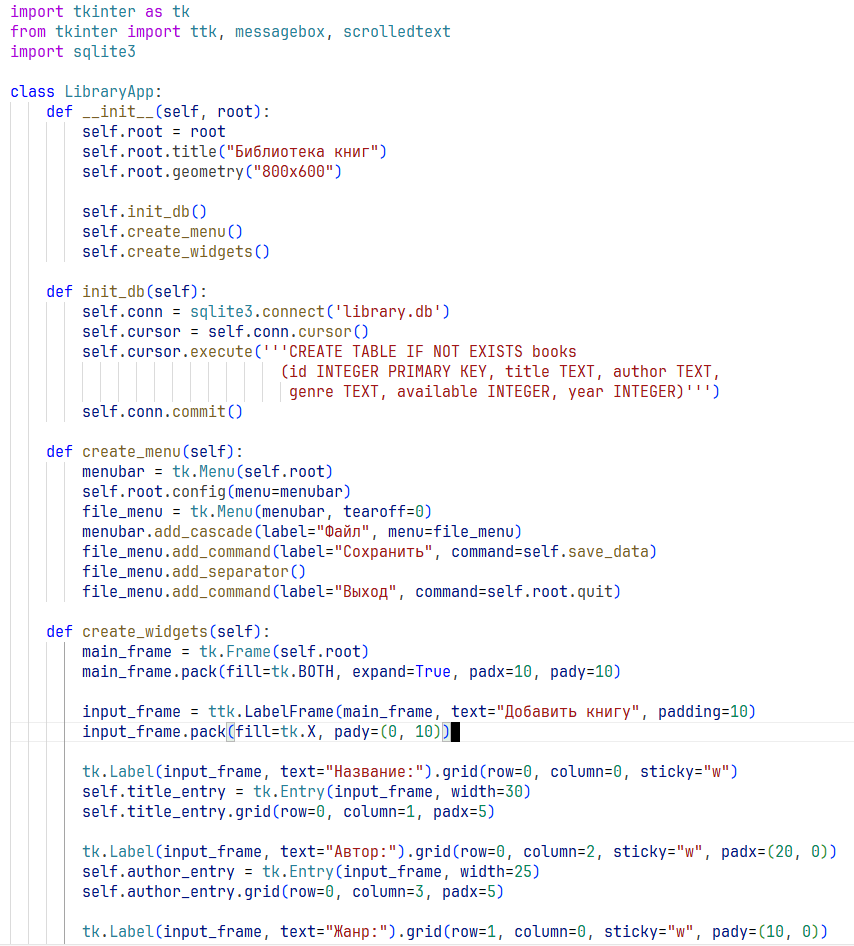 import tkinter as tk
from tkinter import ttk, messagebox, scrolledtext
import sqlite3

class LibraryApp:
    def __init__(self, root):
        self.root = root
        self.root.title("Библиотека книг")
        self.root.geometry("800x600")

        self.init_db()
        self.create_menu()
        self.create_widgets()

    def init_db(self):
        self.conn = sqlite3.connect('library.db')
        self.cursor = self.conn.cursor()
        self.cursor.execute('''CREATE TABLE IF NOT EXISTS books
                              (id INTEGER PRIMARY KEY, title TEXT, author TEXT,
                               genre TEXT, available INTEGER, year INTEGER)''')
        self.conn.commit()

    def create_menu(self):
        menubar = tk.Menu(self.root)
        self.root.config(menu=menubar)
        file_menu = tk.Menu(menubar, tearoff=0)
        menubar.add_cascade(label="Файл", menu=file_menu)
        file_menu.add_command(label="Сохранить", command=self.save_data)
        file_menu.add_separator()
        file_menu.add_command(label="Выход", command=self.root.quit)

    def create_widgets(self):
        main_frame = tk.Frame(self.root)
        main_frame.pack(fill=tk.BOTH, expand=True, padx=10, pady=10)

        input_frame = ttk.LabelFrame(main_frame, text="Добавить книгу", padding=10)
        input_frame.pack(fill=tk.X, pady=(0, 10))

        tk.Label(input_frame, text="Название:").grid(row=0, column=0, sticky="w")
        self.title_entry = tk.Entry(input_frame, width=30)
        self.title_entry.grid(row=0, column=1, padx=5)

        tk.Label(input_frame, text="Автор:").grid(row=0, column=2, sticky="w", padx=(20, 0))
        self.author_entry = tk.Entry(input_frame, width=25)
        self.author_entry.grid(row=0, column=3, padx=5)

        tk.Label(input_frame, text="Жанр:").grid(row=1, column=0, sticky="w", pady=(10, 0))